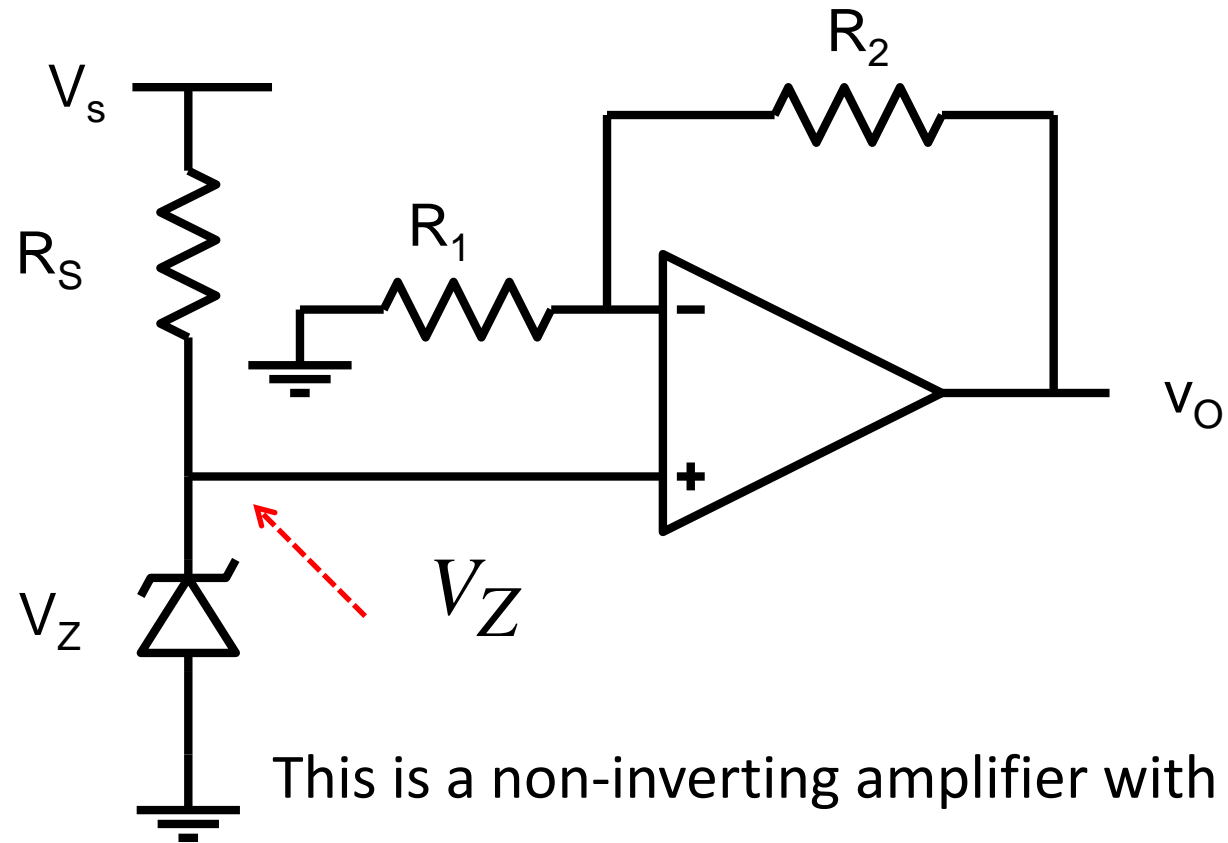 R2
Vs
R1
RS
-
vO
+
VZ
VZ
This is a non-inverting amplifier with